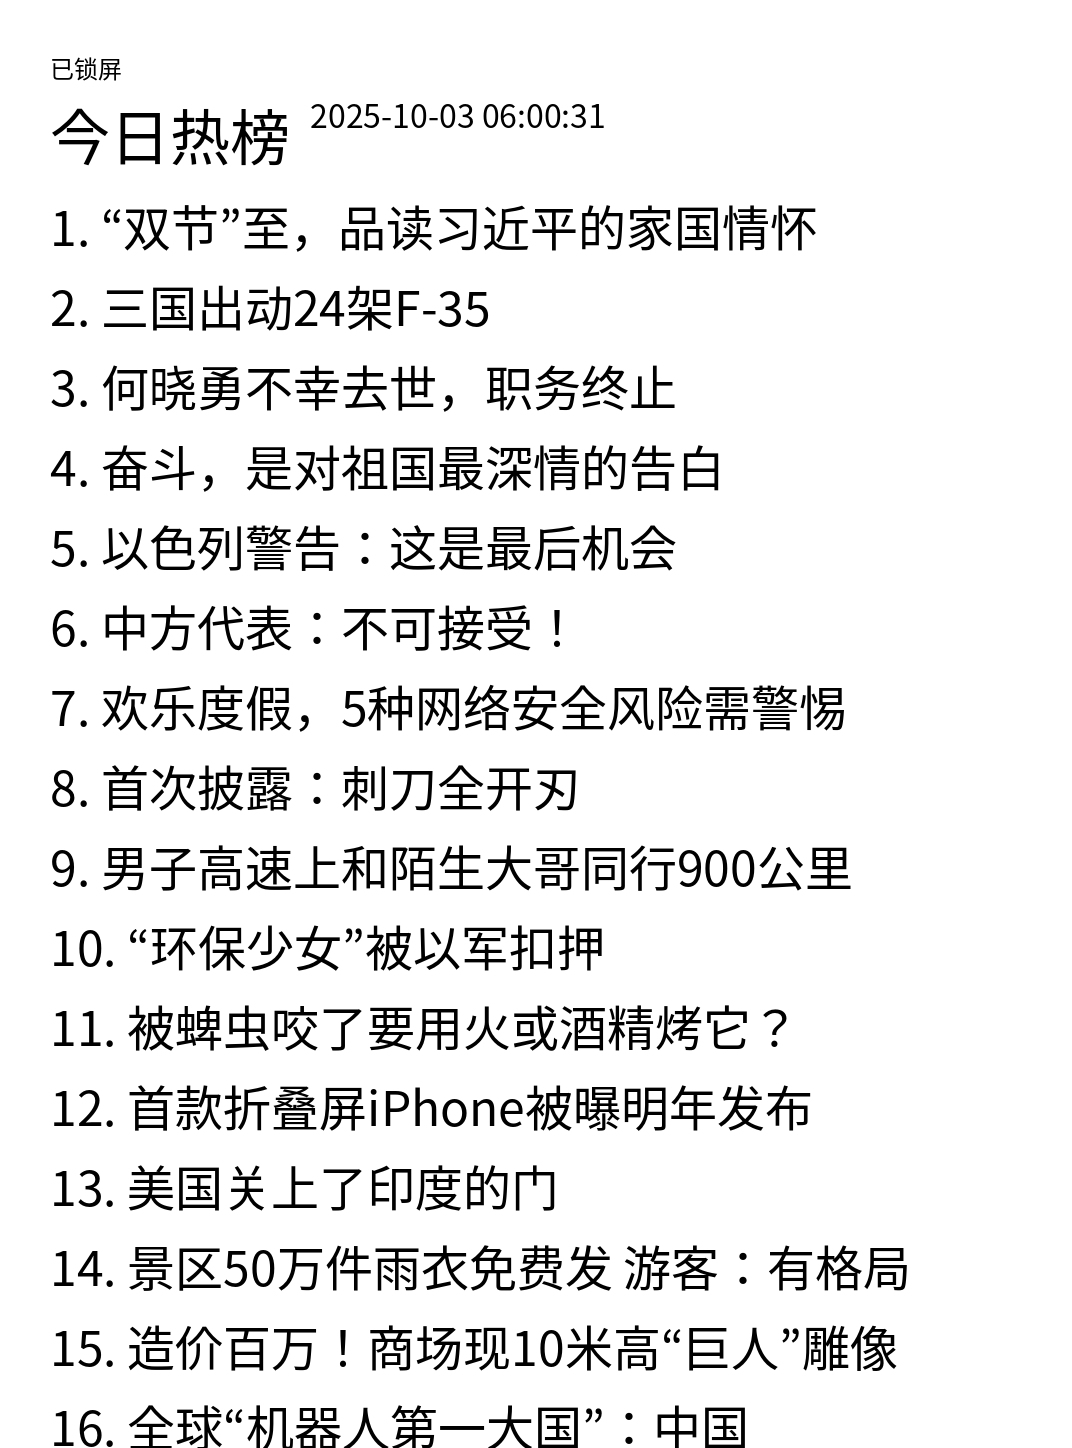 已锁屏
今日热榜 2025-10-03 06:00:31
1. “双节”至，品读习近平的家国情怀
2. 三国出动24架F-35
3. 何晓勇不幸去世，职务终止
4. 奋斗，是对祖国最深情的告白
5. 以色列警告：这是最后机会
6. 中方代表：不可接受！
7. 欢乐度假，5种网络安全风险需警惕
8. 首次披露：刺刀全开刃
9. 男子高速上和陌生大哥同行900公里
10. “环保少女”被以军扣押
11. 被蜱虫咬了要用火或酒精烤它？
12. 首款折叠屏iPhone被曝明年发布
13. 美国关上了印度的门
14. 景区50万件雨衣免费发 游客：有格局
15. 造价百万！商场现10米高“巨人”雕像
16. 全球“机器人第一大国”：中国